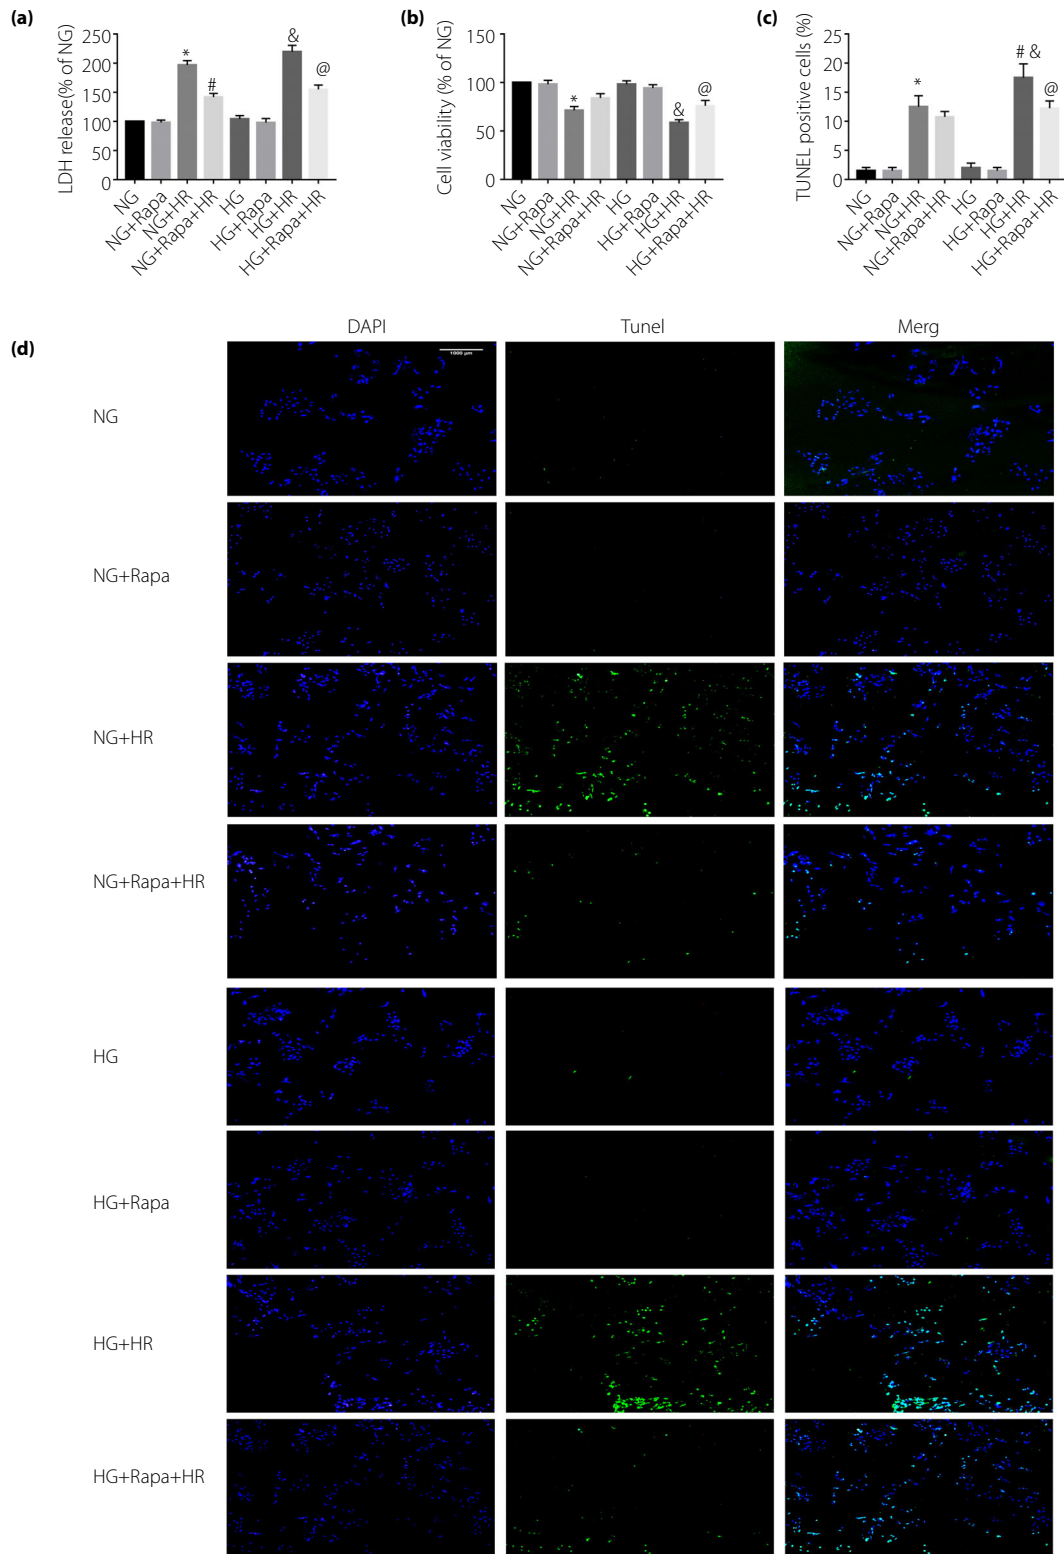 (a)
LDH release(% of NG)
250
200
150
100
50
0
*
#
&
@
NG
NG+Rapa
NG+HR
NG+Rapa+HR
HG
HG+Rapa
HG+HR
HG+Rapa+HR
(b)
Cell viability (% of NG)
150
100
50
0
*
&
@
NG
NG+Rapa
NG+HR
NG+Rapa+HR
HG
HG+Rapa
HG+HR
HG+Rapa+HR
(c)
TUNEL positive cells (%)
25
20
15
10
5
0
*
# &
@
NG
NG+Rapa
NG+HR
NG+Rapa+HR
HG
HG+Rapa
HG+HR
HG+Rapa+HR
(d)
DAPI Tunel Merg
1000 μm
NG
NG+Rapa
NG+HR
NG+Rapa+HR
HG
HG+Rapa
HG+HR
HG+Rapa+HR